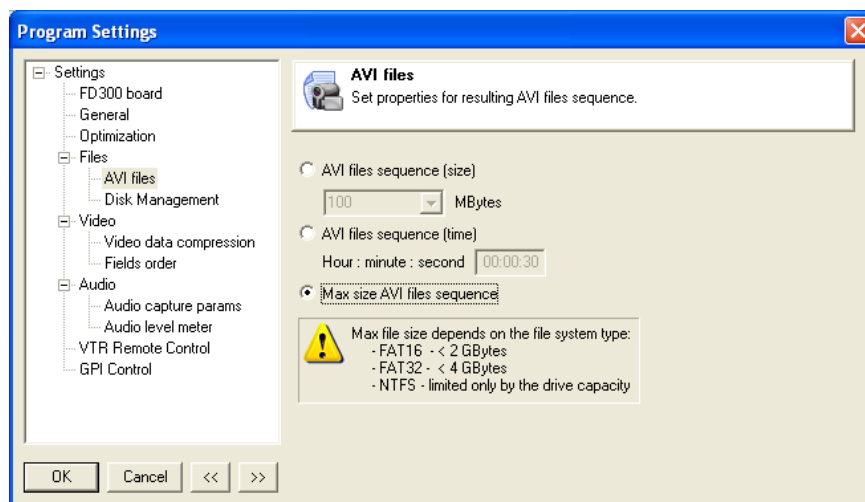 Program Settings
Settings
FD300 board
General
Optimization
Files
AVI files
Disk Management
Video
Video data compression
Fields order
Audio
Audio capture params
Audio level meter
VTR Remote Control
GPI Control
AVI files
Set properties for resulting AVI files sequence.
AVI files sequence (size)
100 MBytes
AVI files sequence (time)
Hour : minute : second 00:00:30
Max size AVI files sequence
Max file size depends on the file system type:
- FAT16 - < 2 GBytes
- FAT32 - < 4 GBytes
- NTFS - limited only by the drive capacity
OK Cancel << >>